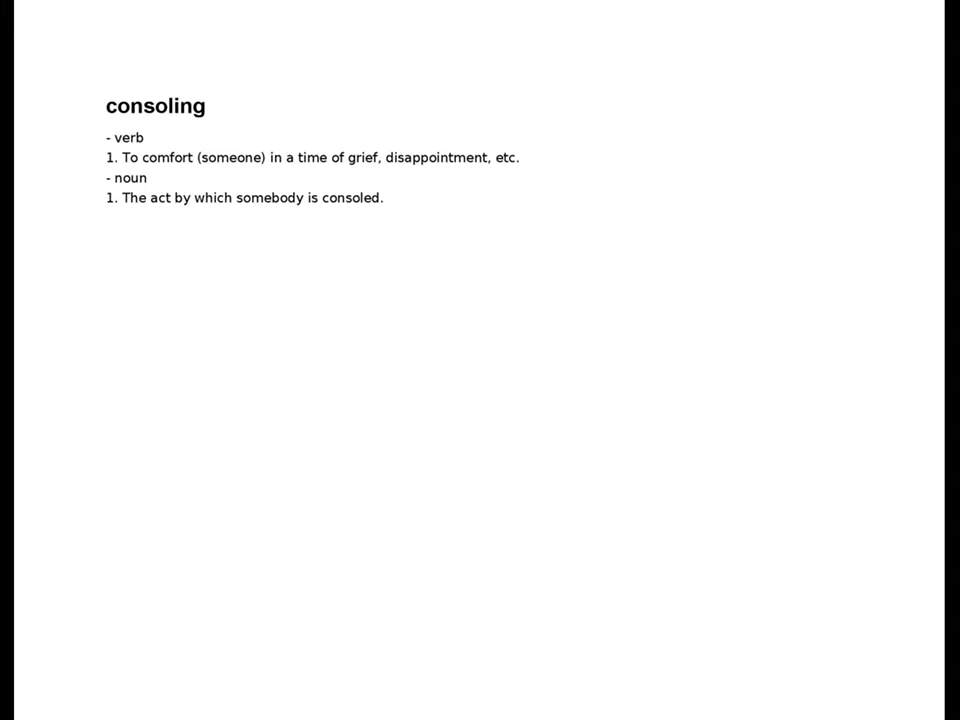 consoling
- verb
1. To comfort (someone) in a time of grief, disappointment, etc.
- noun
1. The act by which somebody is consoled.